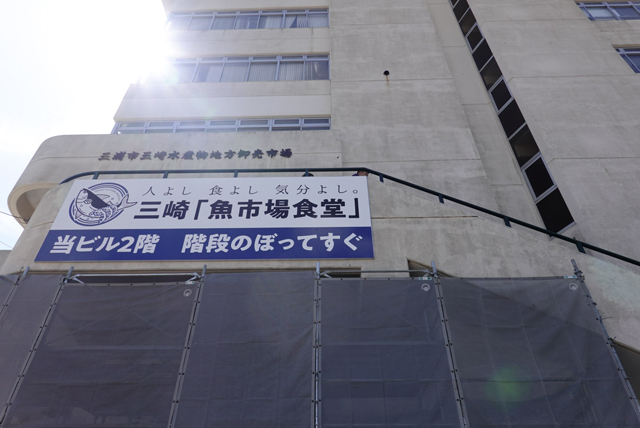 三浦市三崎水産物地方卸売市場
人よし 食よし 気分よし。
三崎「魚市場食堂」
当ビル2階 階段のぼってすぐ